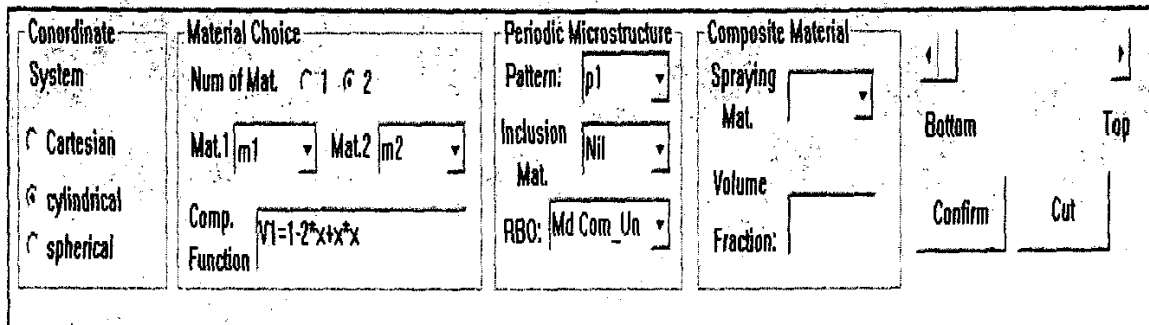 Conordinate
System
Cartesian
cylindrical
spherical
Material Choice
Num of Mat. 1 2
Mat.1 m1 Mat.2 m2
Comp.
Function V1=1-2*x+x*x
Periodic Microstructure
Pattern: p1
Inclusion
Mat. Nil
RBO: Md Com_Un
Composite Material
Spraying
Mat.
Volume
Fraction:
Bottom Top
Confirm Cut